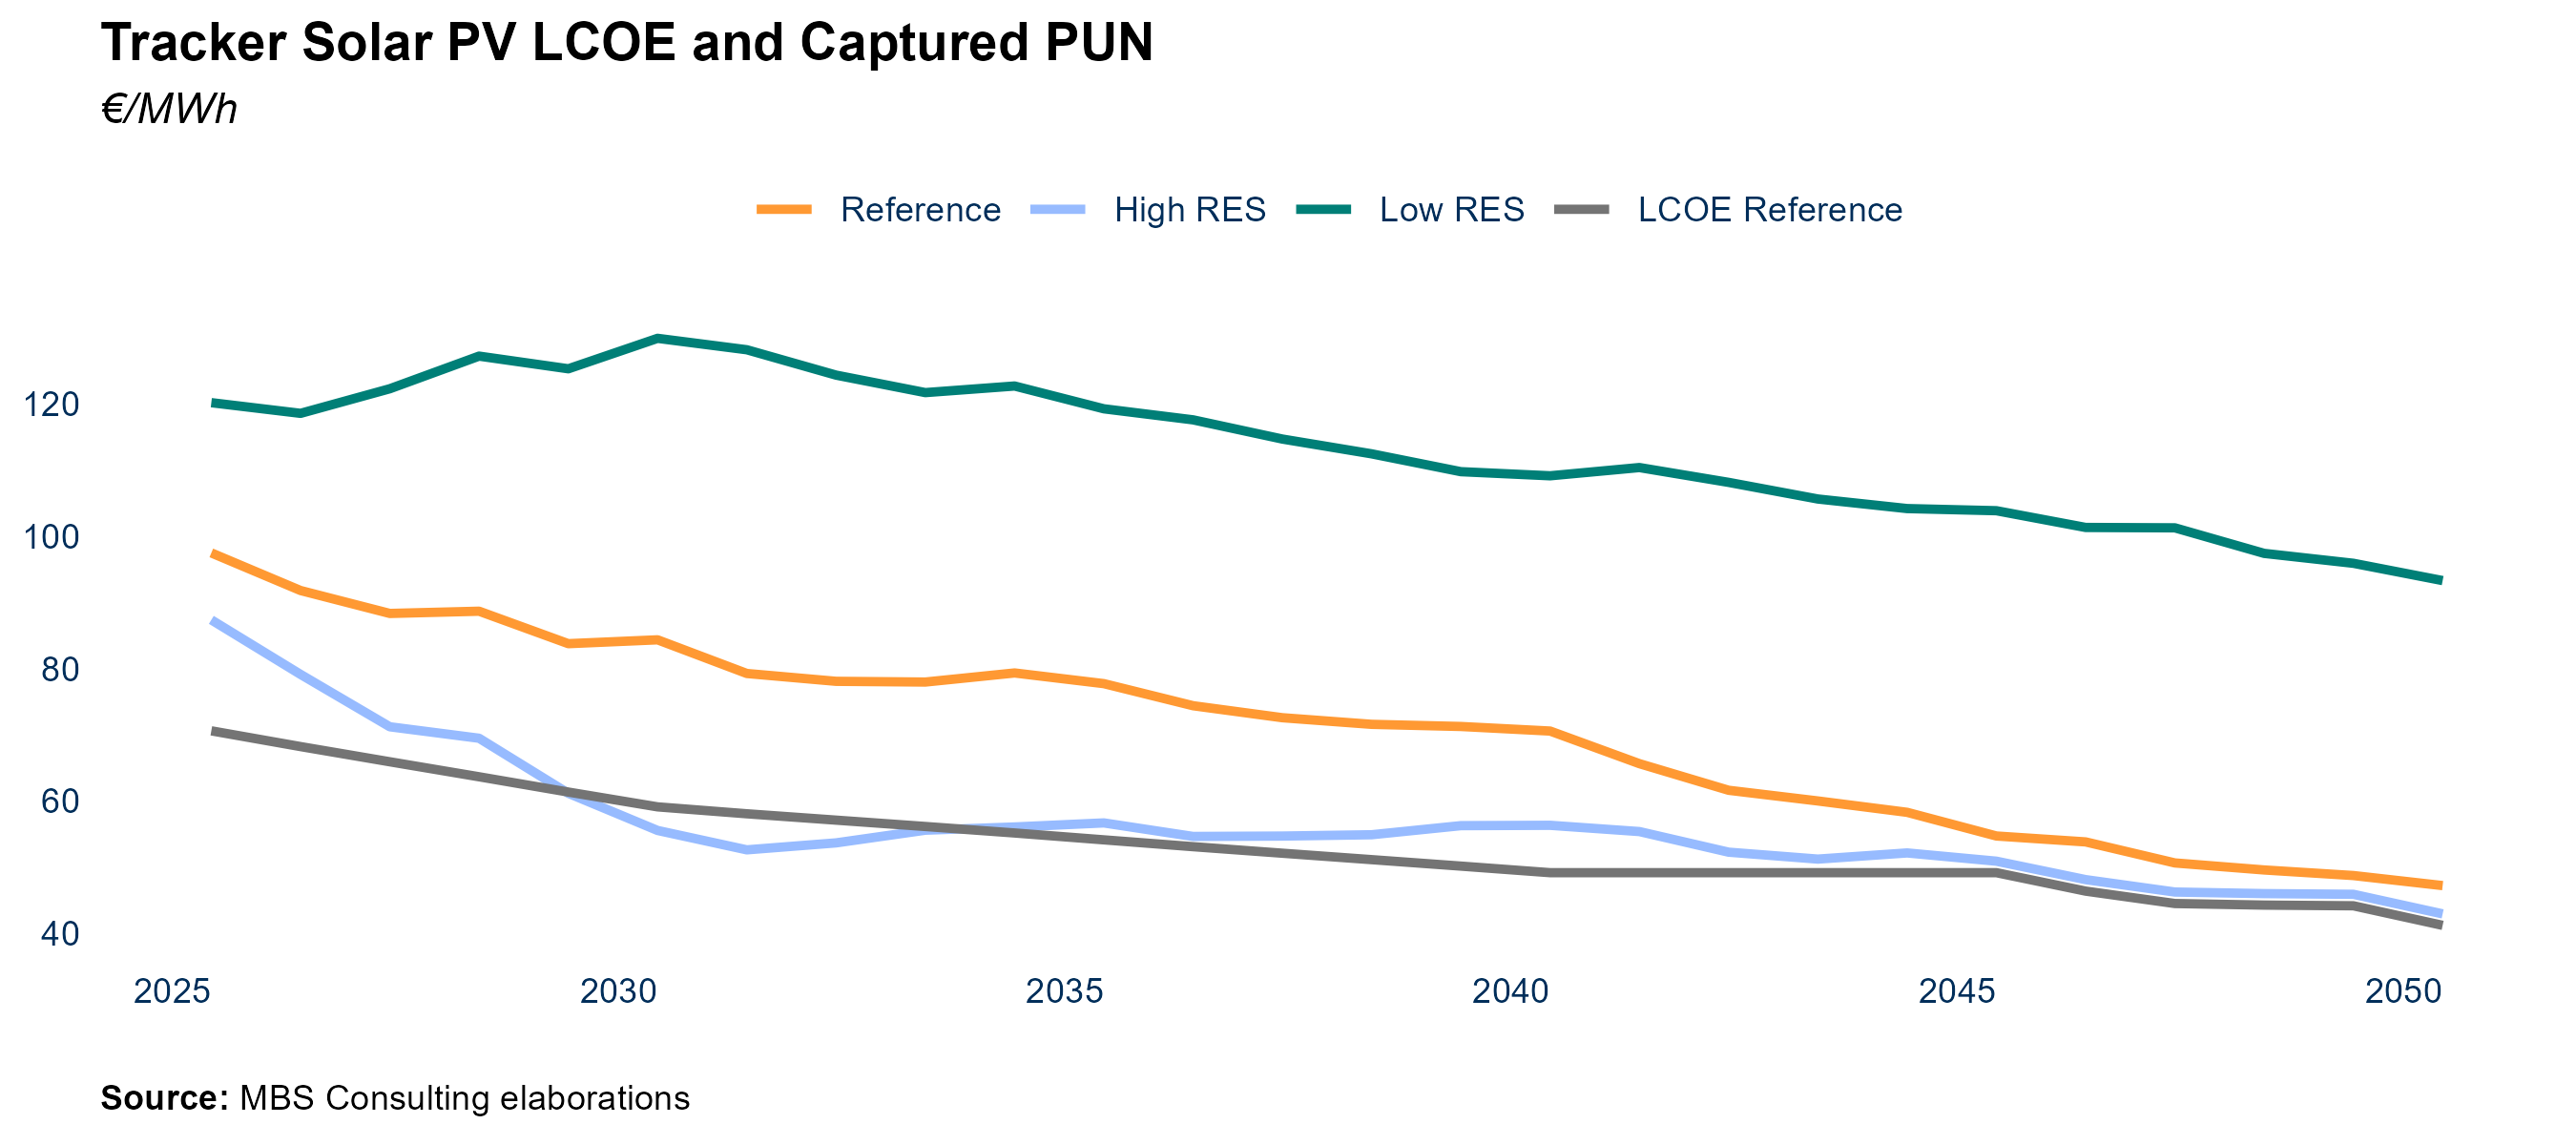 Tracker Solar PV LCOE and Captured PUN
€/MWh
Reference High RES Low RES LCOE Reference
120
100
80
60
40
2025 2030 2035 2040 2045 2050
Source: MBS Consulting elaborations